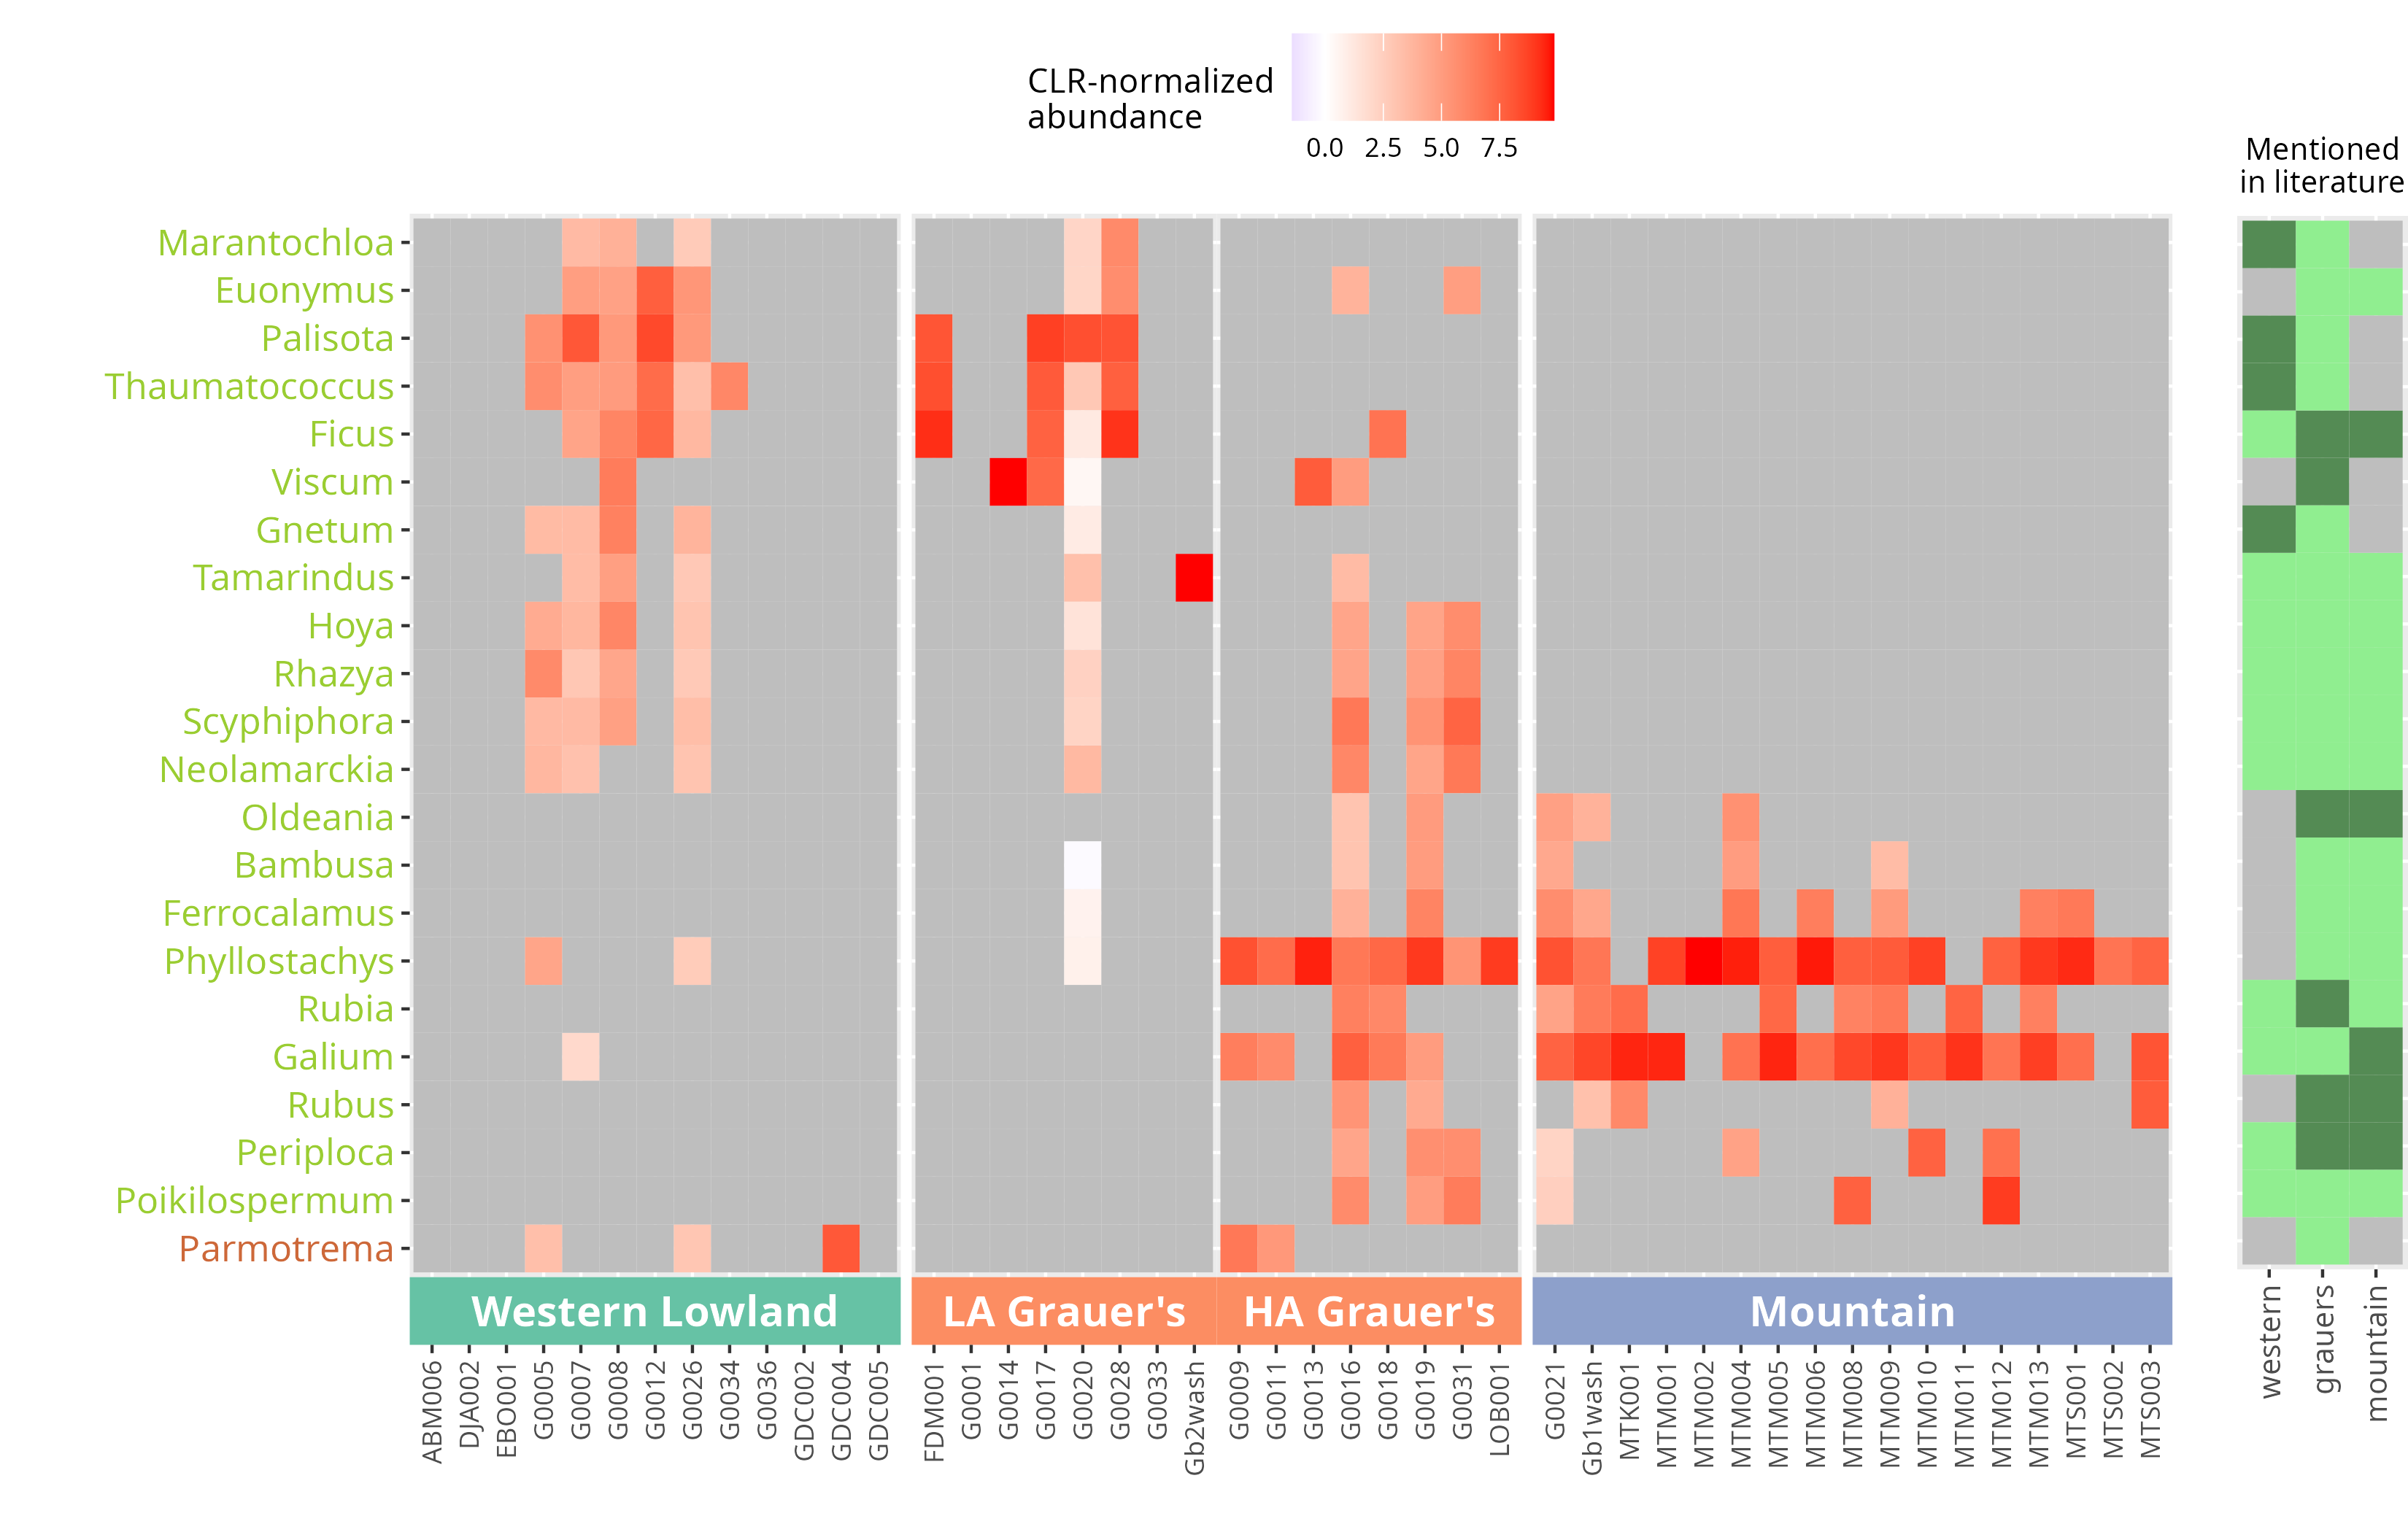 CLR-normalized
abundance
0.0 2.5 5.0 7.5
Mentioned
in literature
Marantochloa
Euonymus
Palisota
Thaumatococcus
Ficus
Viscum
Gnetum
Tamarindus
Hoya
Rhazya
Scyphiphora
Neolamarckia
Oldeania
Bambusa
Ferrocalamus
Phyllostachys
Rubia
Galium
Rubus
Periploca
Poikilospermum
Parmotrema
Western Lowland LA Grauer's HA Grauer's Mountain
ABM006 DJA002 EBO001 G0005 G0007 G0008 G0012 G0026 G0034 G0036 GDC002 GDC004 GDC005 FDM001 G0001 G0014 G0017 G0020 G0028 G0033 Gb2wash G0009 G0011 G0013 G0016 G0018 G0019 G0031 LOB001 G0021 Gb1wash MTK001 MTM001 MTM002 MTM004 MTM005 MTM006 MTM008 MTM009 MTM010 MTM011 MTM012 MTM013 MTS001 MTS002 MTS003
western grauers mountain